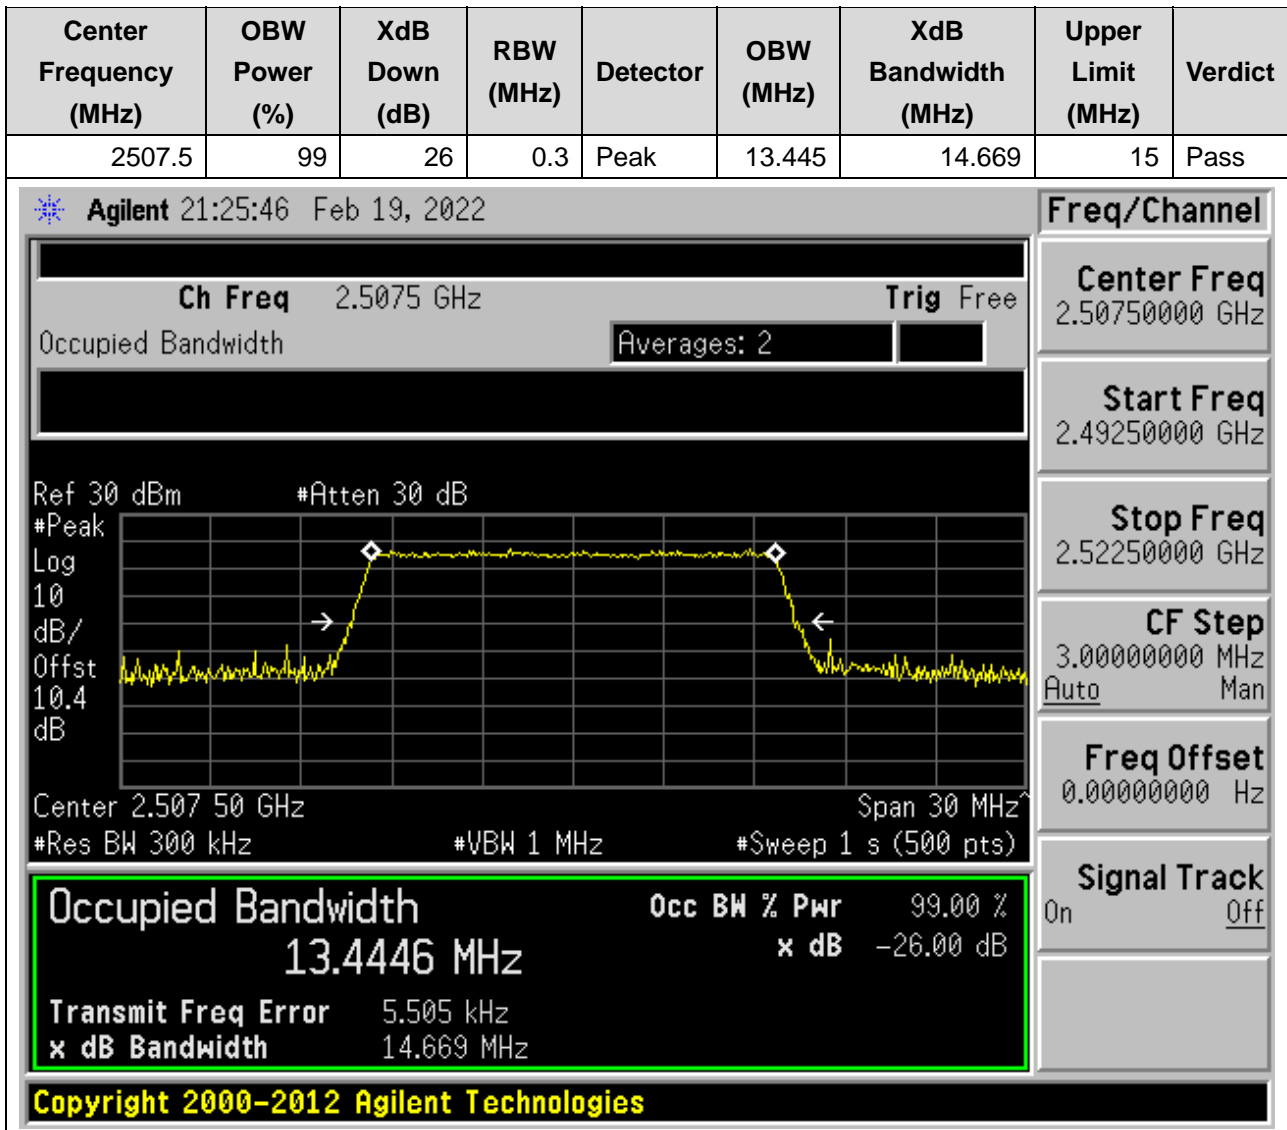 Center Frequency (MHz) OBW Power (%) XdB Down (dB) RBW (MHz) Detector OBW (MHz) XdB Bandwidth (MHz) Upper Limit (MHz) Verdict
2507.5 99 26 0.3 Peak 13.445 14.669 15 Pass
Agilent 21:25:46 Feb 19, 2022
Freq/Channel
Ch Freq 2.5075 GHz Trig Free
Occupied Bandwidth Averages: 2
Center Freq
2.50750000 GHz
Start Freq
2.49250000 GHz
Stop Freq
2.52250000 GHz
CF Step
3.00000000 MHz
Auto Man
Freq Offset
0.00000000 Hz
Signal Track
On Off
Ref 30 dBm #Atten 30 dB
#Peak
Log
10
dB/
Offst
10.4
dB
Center 2.507 50 GHz Span 30 MHz^
#Res BW 300 kHz #VBW 1 MHz #Sweep 1 s (500 pts)
Occupied Bandwidth Occ BW % Pwr 99.00 %
13.4446 MHz x dB -26.00 dB
Transmit Freq Error 5.505 kHz
x dB Bandwidth 14.669 MHz
Copyright 2000-2012 Agilent Technologies